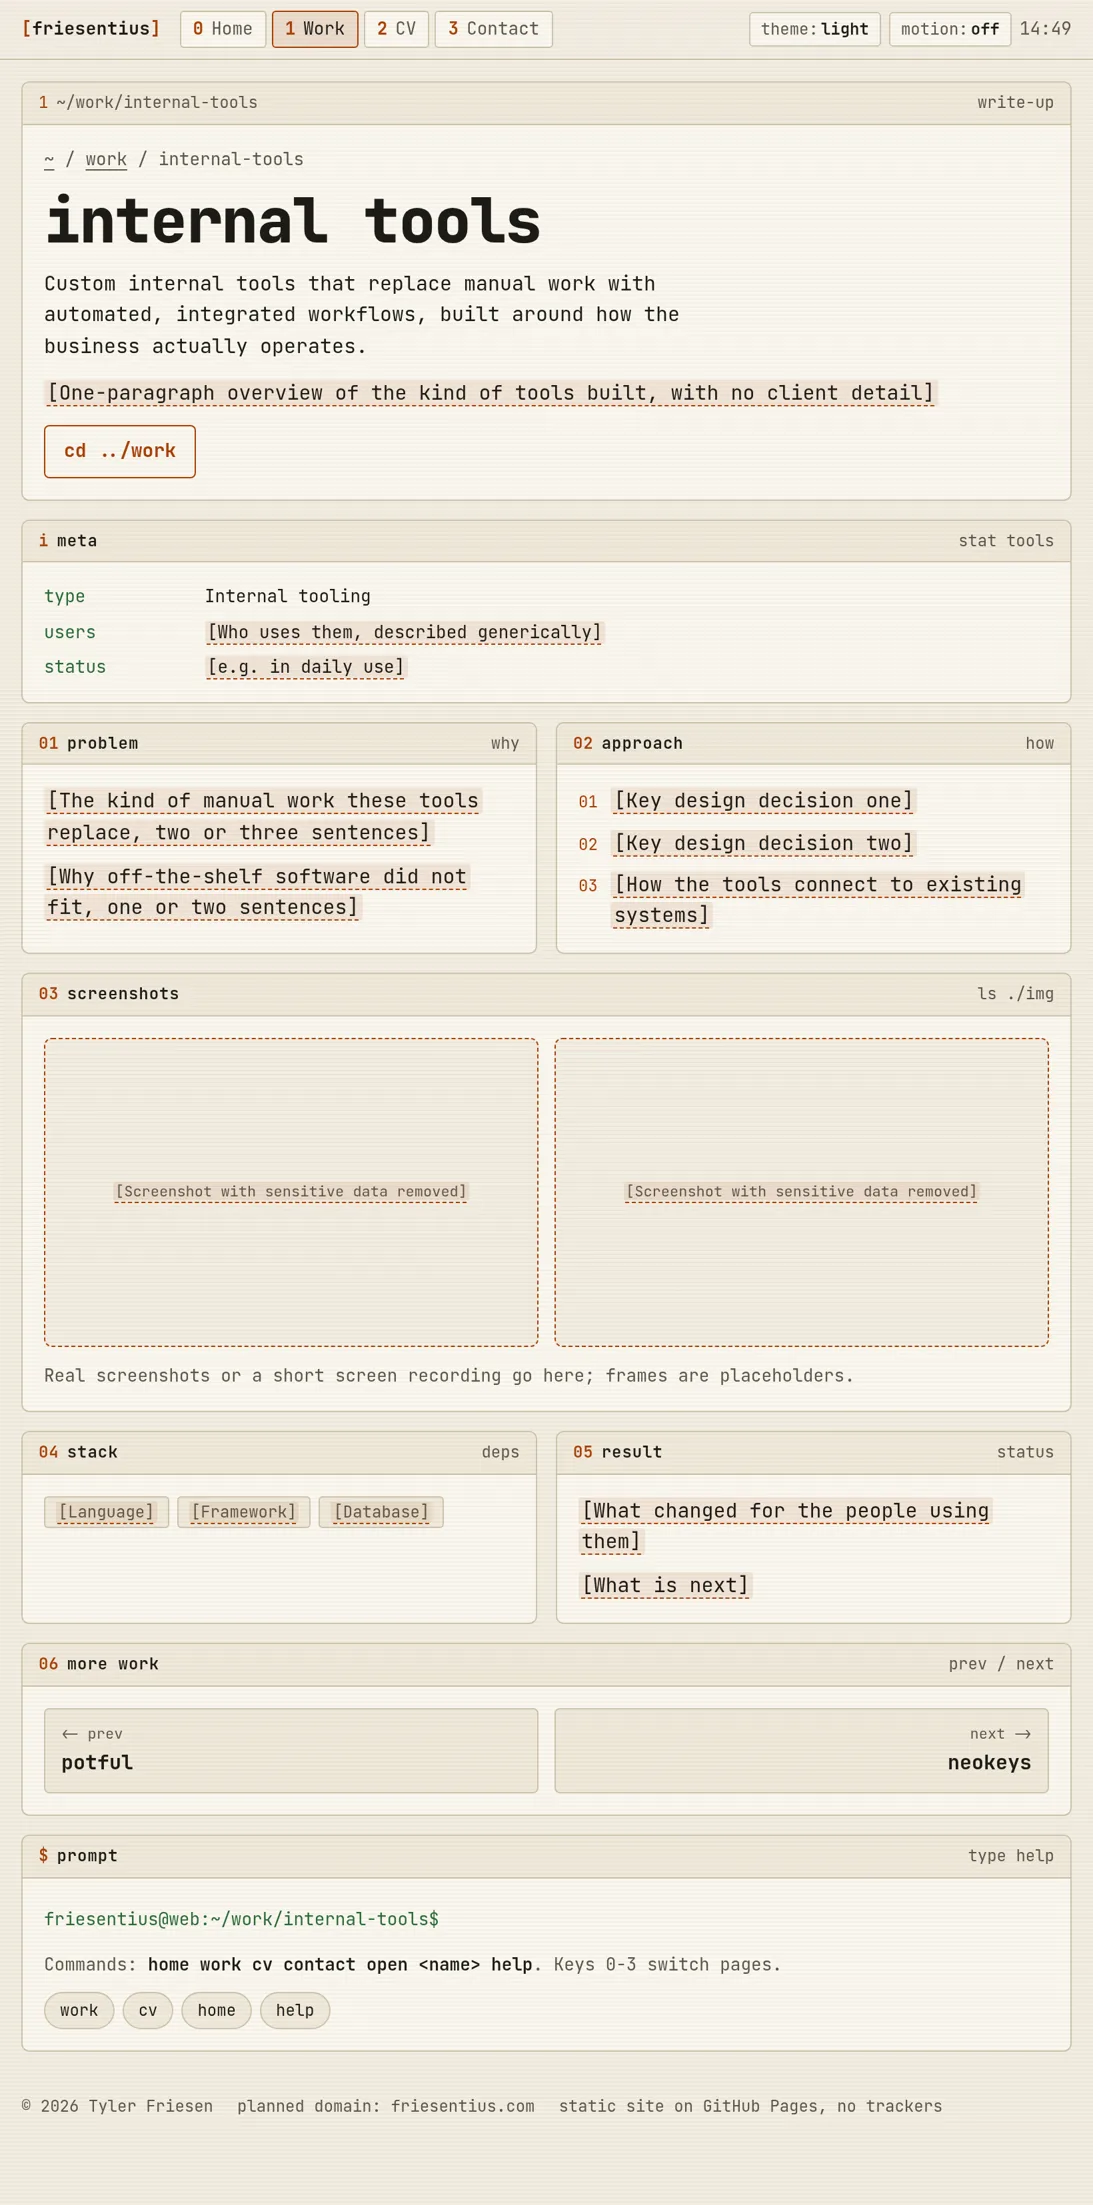 [friesentius] 0 Home 1 Work 2 CV 3 Contact theme: light motion: off 14:49
1 ~/work/internal-tools write-up
~ / work / internal-tools
internal tools
Custom internal tools that replace manual work with
automated, integrated workflows, built around how the
business actually operates.
[One-paragraph overview of the kind of tools built, with no client detail]
cd ../work
i meta stat tools
type Internal tooling
users [Who uses them, described generically]
status [e.g. in daily use]
01 problem why
[The kind of manual work these tools
replace, two or three sentences]
[Why off-the-shelf software did not
fit, one or two sentences]
02 approach how
01 [Key design decision one]
02 [Key design decision two]
03 [How the tools connect to existing
systems]
03 screenshots ls ./img
[Screenshot with sensitive data removed] [Screenshot with sensitive data removed]
Real screenshots or a short screen recording go here; frames are placeholders.
04 stack deps
[Language] [Framework] [Database]
05 result status
[What changed for the people using
them]
[What is next]
06 more work prev / next
← prev
potful
next →
neokeys
$ prompt type help
friesentius@web:~/work/internal-tools$
Commands: home work cv contact open <name> help. Keys 0-3 switch pages.
work cv home help
© 2026 Tyler Friesen planned domain: friesentius.com static site on GitHub Pages, no trackers